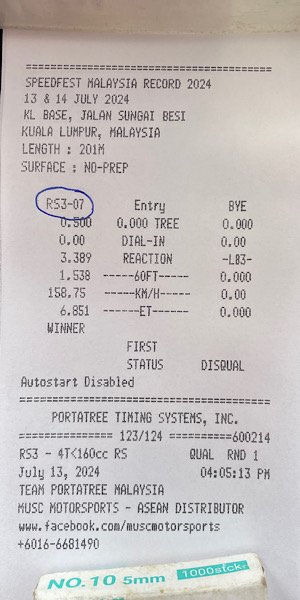 ================================================
SPEEDFEST MALAYSIA RECORD 2024
13 & 14 JULY 2024
KL BASE, JALAN SUNGAI BESI
KUALA LUMPUR, MALAYSIA
LENGTH : 201M
SURFACE : NO-PREP
RS3-07 Entry BYE
0.500 0.000 TREE 0.000
0.00 DIAL-IN 0.00
3.389 REACTION -LB3-
1.538 ------60FT------ 0.000
158.75 ------KM/H------ 0.00
6.851 -------ET------- 0.000
WINNER
FIRST
STATUS DISQUAL
Autostart Disabled
================================================
PORTATREE TIMING SYSTEMS, INC.
================ 123/124 ==========600214
RS3 - 4T<160cc RS QUAL RND 1
July 13, 2024 04:05:13 PM
TEAM PORTATREE MALAYSIA
MUSC MOTORSPORTS - ASEAN DISTRIBUTOR
www.facebook.com/muscmotorsports
+6016-6681490
NO.10 5mm 1000stck.